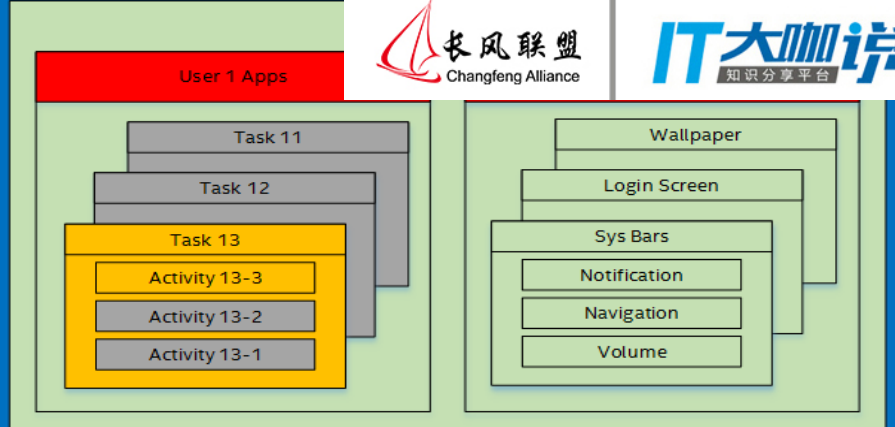 长风联盟
Changfeng Alliance
IT大咖说
知识分享平台
User 1 Apps
Task 11
Task 12
Task 13
Activity 13-3
Activity 13-2
Activity 13-1
Wallpaper
Login Screen
Sys Bars
Notification
Navigation
Volume